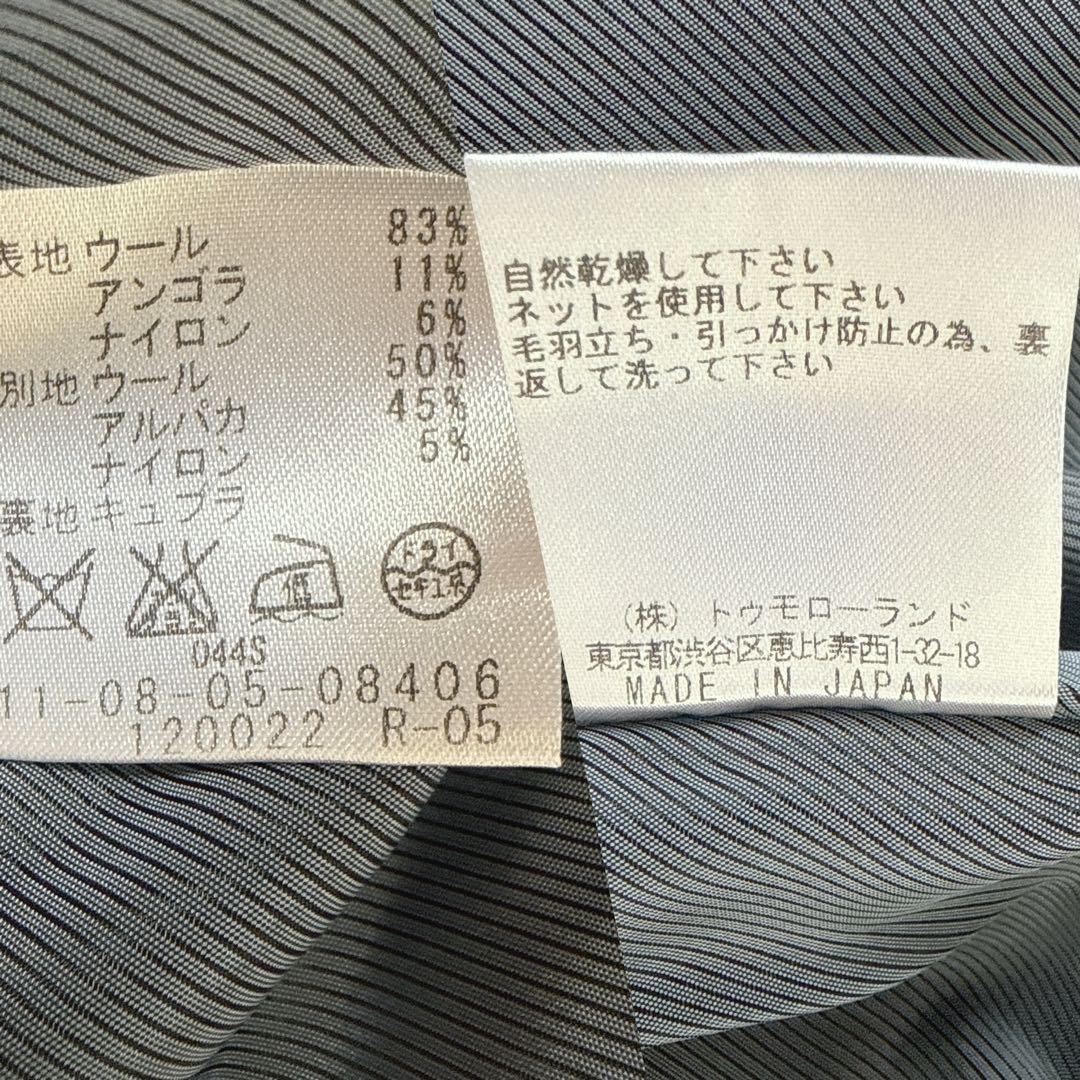 表地 ウール 83%
アンゴラ 11%
ナイロン 6%
別地 ウール 50%
アルパカ 45%
ナイロン 5%
裏地 キュプラ
低
ドライ
セキユ系
044S
11-08-05-08406
120022 R-05
自然乾燥して下さい
ネットを使用して下さい
毛羽立ち・引っかけ防止の為、裏
返して洗って下さい
(株) トゥモローランド
東京都渋谷区恵比寿西1-32-18
MADE IN JAPAN